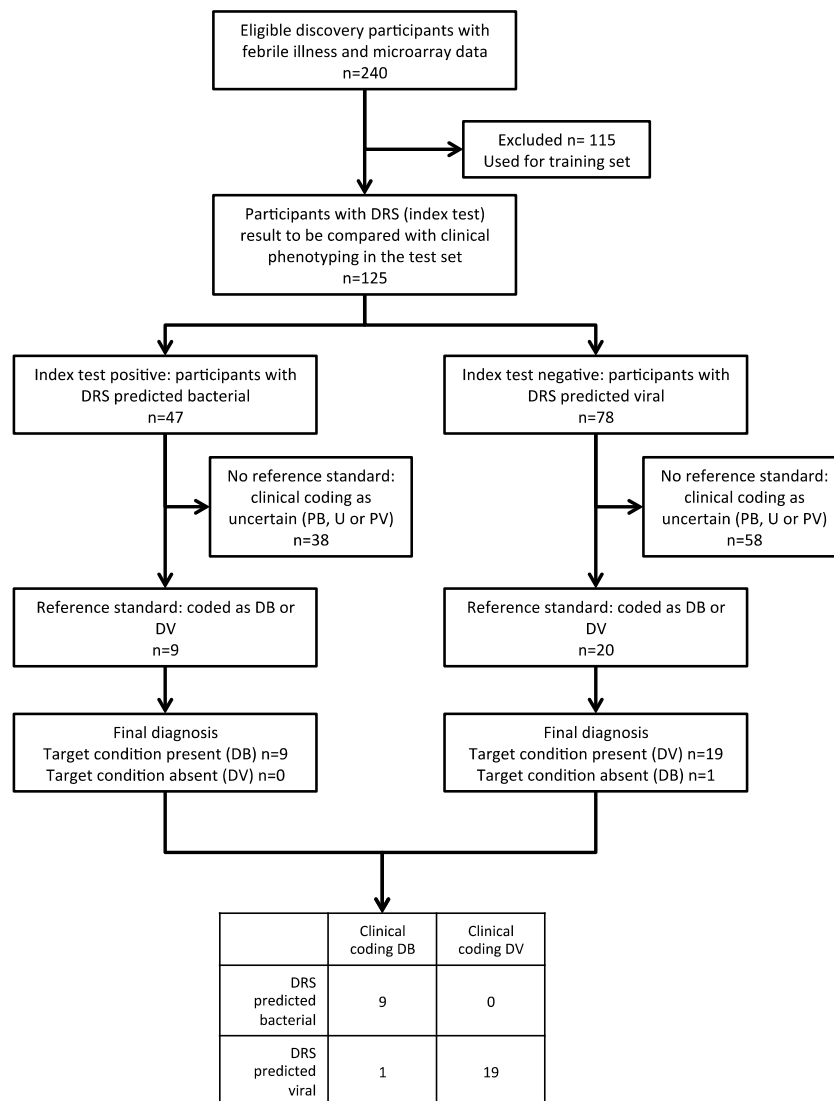 Eligible discovery participants with
febrile illness and microarray data
n=240
Excluded n= 115
Used for training set
Participants with DRS (index test)
result to be compared with clinical
phenotyping in the test set
n=125
Index test positive: participants with
DRS predicted bacterial
n=47
Index test negative: participants with
DRS predicted viral
n=78
No reference standard:
clinical coding as
uncertain (PB, U or PV)
n=38
No reference standard:
clinical coding as
uncertain (PB, U or PV)
n=58
Reference standard: coded as DB or
DV
n=9
Reference standard: coded as DB or
DV
n=20
Final diagnosis
Target condition present (DB) n=9
Target condition absent (DV) n=0
Final diagnosis
Target condition present (DV) n=19
Target condition absent (DB) n=1
Clinical
coding DB
Clinical
coding DV
DRS
predicted
bacterial
9
0
DRS
predicted
viral
1
19